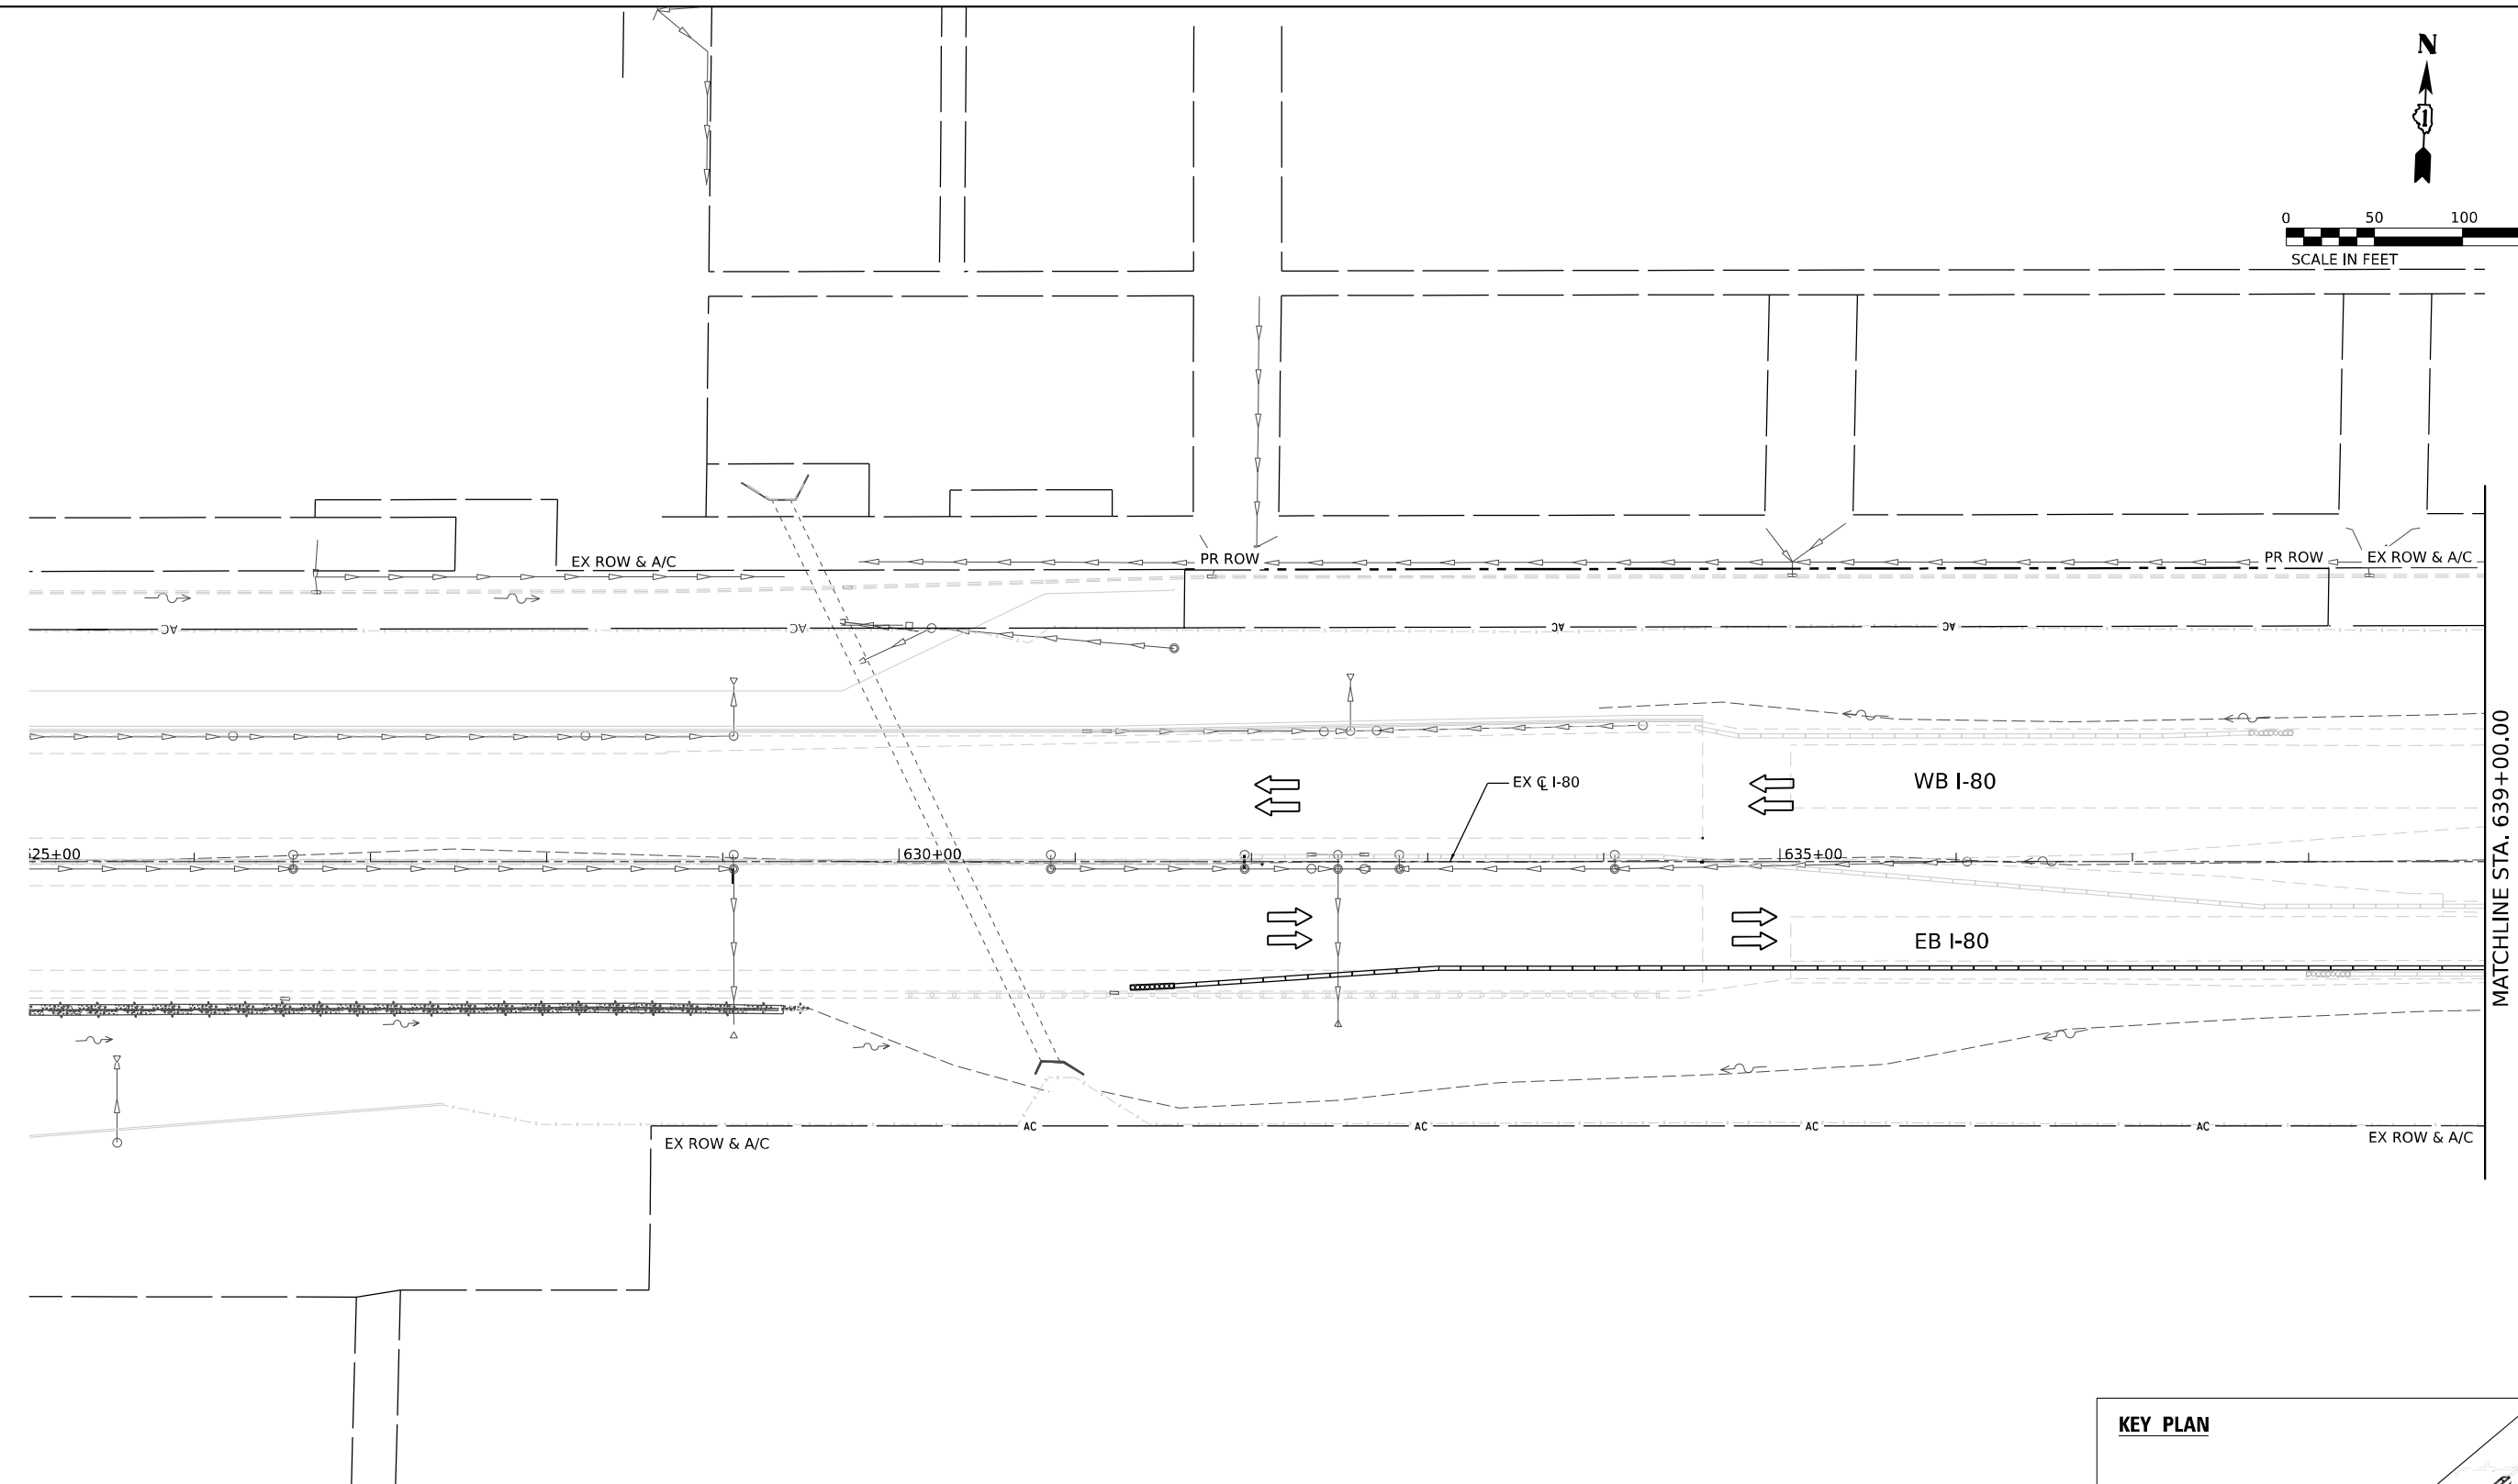 N
1
0 50 100
SCALE IN FEET
EX ROW & A/C
PR ROW
PR ROW
EX ROW & A/C
AC
AC
AC
AC
EX ℄ I-80
WB I-80
25+00
630+00
635+00
EB I-80
MATCHLINE STA. 639+00.00
AC
AC
AC
AC
EX ROW & A/C
EX ROW & A/C
KEY PLAN